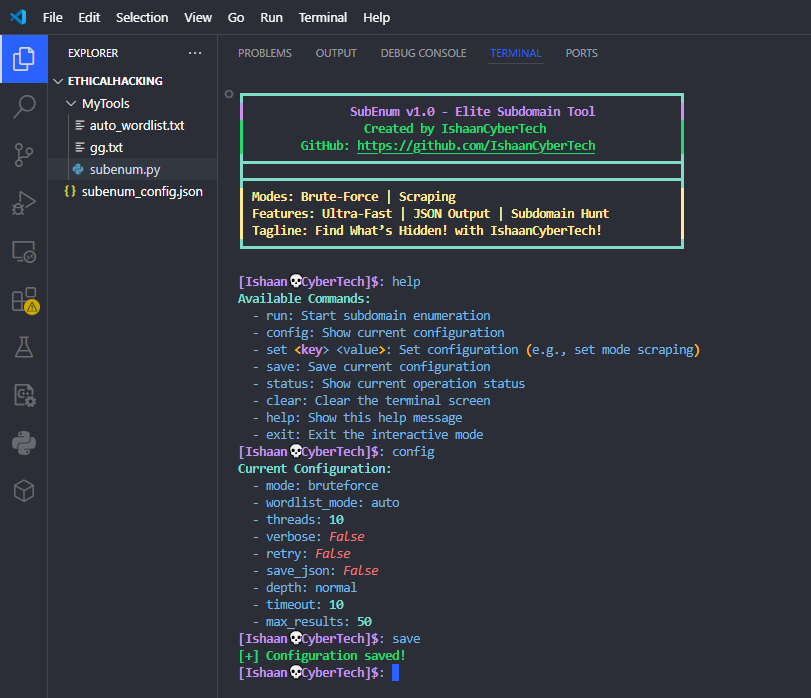 File Edit Selection View Go Run Terminal Help
EXPLORER ···
ETHICALHACKING
MyTools
auto_wordlist.txt
gg.txt
subenum.py
{} subenum_config.json
PROBLEMS OUTPUT DEBUG CONSOLE TERMINAL PORTS
SubEnum v1.0 - Elite Subdomain Tool
Created by IshaanCyberTech
GitHub: https://github.com/IshaanCyberTech
Modes: Brute-Force | Scraping
Features: Ultra-Fast | JSON Output | Subdomain Hunt
Tagline: Find What’s Hidden! with IshaanCyberTech!
[Ishaan💀CyberTech]$: help
Available Commands:
- run: Start subdomain enumeration
- config: Show current configuration
- set <key> <value>: Set configuration (e.g., set mode scraping)
- save: Save current configuration
- status: Show current operation status
- clear: Clear the terminal screen
- help: Show this help message
- exit: Exit the interactive mode
[Ishaan💀CyberTech]$: config
Current Configuration:
- mode: bruteforce
- wordlist_mode: auto
- threads: 10
- verbose: False
- retry: False
- save_json: False
- depth: normal
- timeout: 10
- max_results: 50
[Ishaan💀CyberTech]$: save
[+] Configuration saved!
[Ishaan💀CyberTech]$: